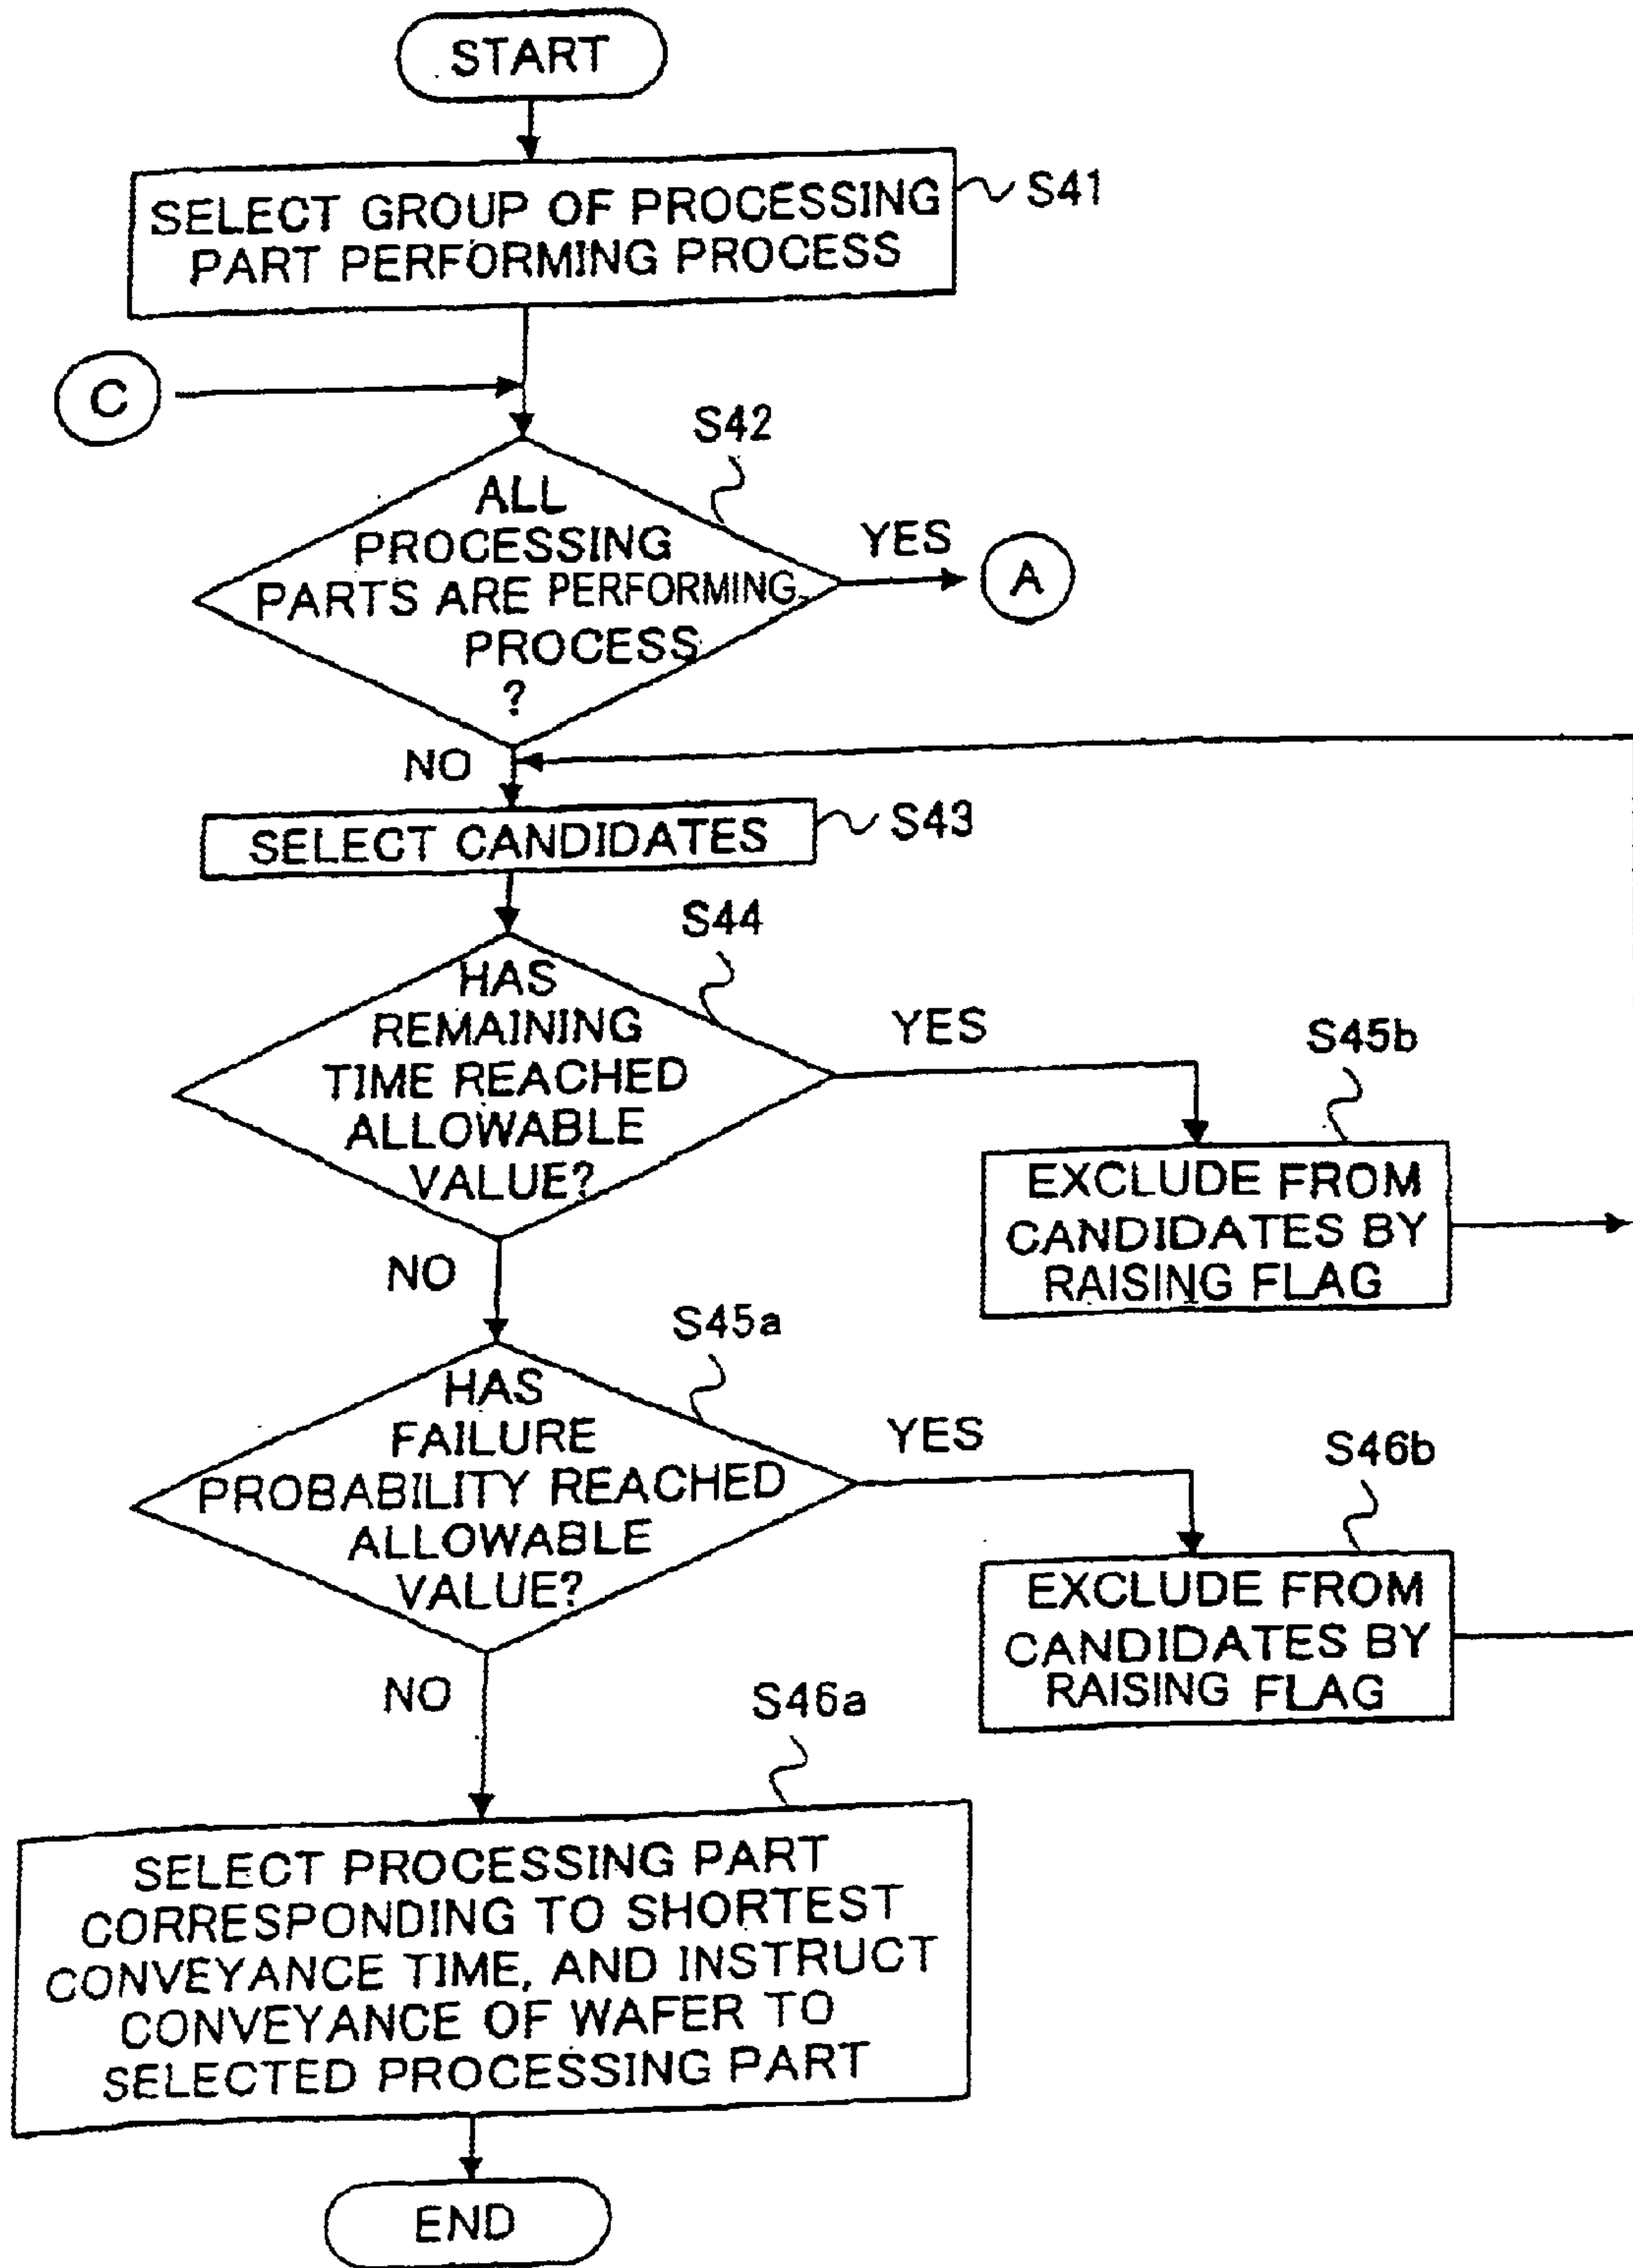 START
SELECT GROUP OF PROCESSING
PART PERFORMING PROCESS
S41
C
S42
ALL
PROCESSING
PARTS ARE PERFORMING
PROCESS
?
YES
A
NO
SELECT CANDIDATES
S43
S44
HAS
REMAINING
TIME REACHED
ALLOWABLE
VALUE?
YES
S45b
EXCLUDE FROM
CANDIDATES BY
RAISING FLAG
NO
S45a
HAS
FAILURE
PROBABILITY REACHED
ALLOWABLE
VALUE?
YES
S46b
EXCLUDE FROM
CANDIDATES BY
RAISING FLAG
NO
S46a
SELECT PROCESSING PART
CORRESPONDING TO SHORTEST
CONVEYANCE TIME, AND INSTRUCT
CONVEYANCE OF WAFER TO
SELECTED PROCESSING PART
END